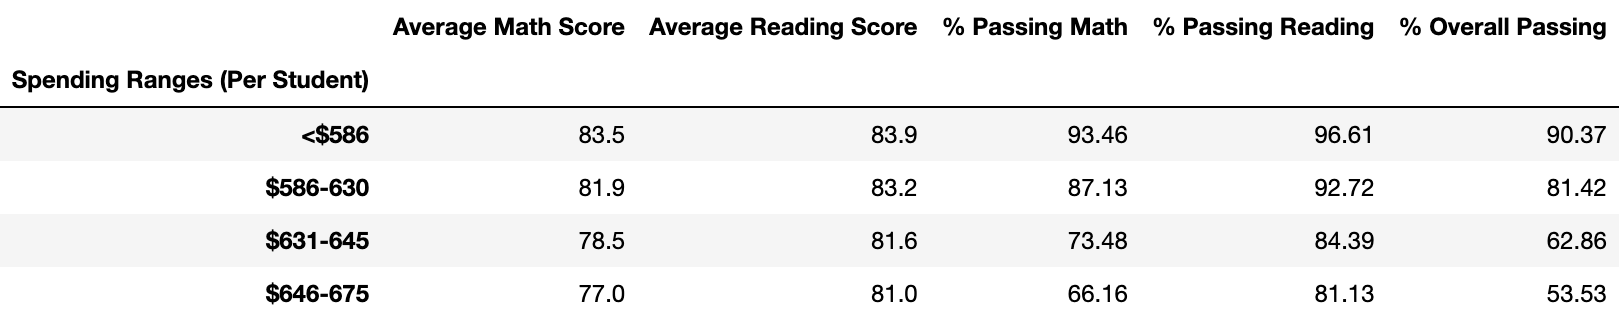 Average Math Score Average Reading Score % Passing Math % Passing Reading % Overall Passing
Spending Ranges (Per Student)
<$586 83.5 83.9 93.46 96.61 90.37
$586-630 81.9 83.2 87.13 92.72 81.42
$631-645 78.5 81.6 73.48 84.39 62.86
$646-675 77.0 81.0 66.16 81.13 53.53